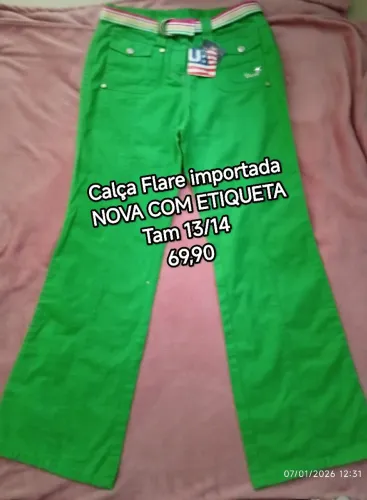 U
Calça Flare importada
NOVA COM ETIQUETA
Tam 13/14
69,90
07/01/2026 12:31